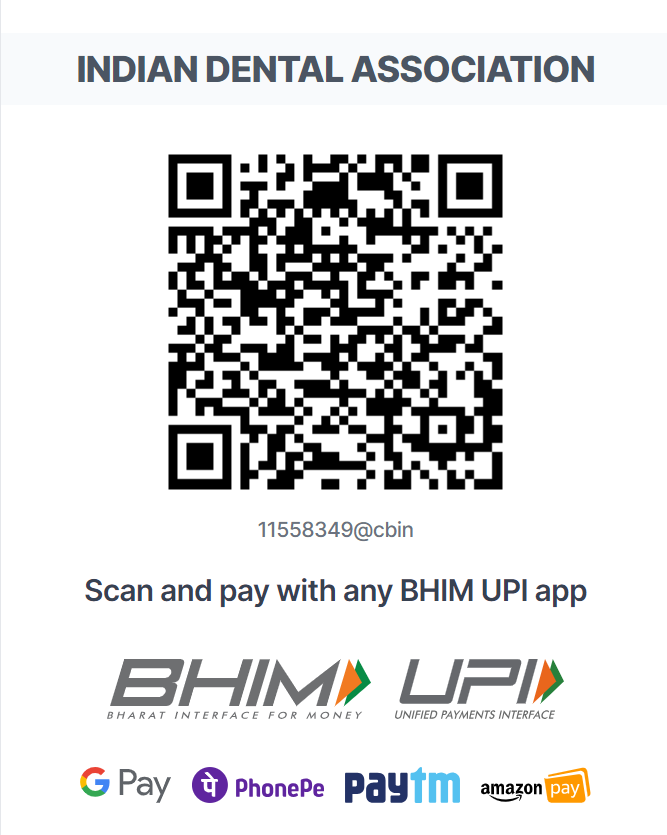 INDIAN DENTAL ASSOCIATION
11558349@cbin
Scan and pay with any BHIM UPI app
BHIM UPI
BHARAT INTERFACE FOR MONEY UNIFIED PAYMENTS INTERFACE
G Pay PhonePe paytm amazon pay